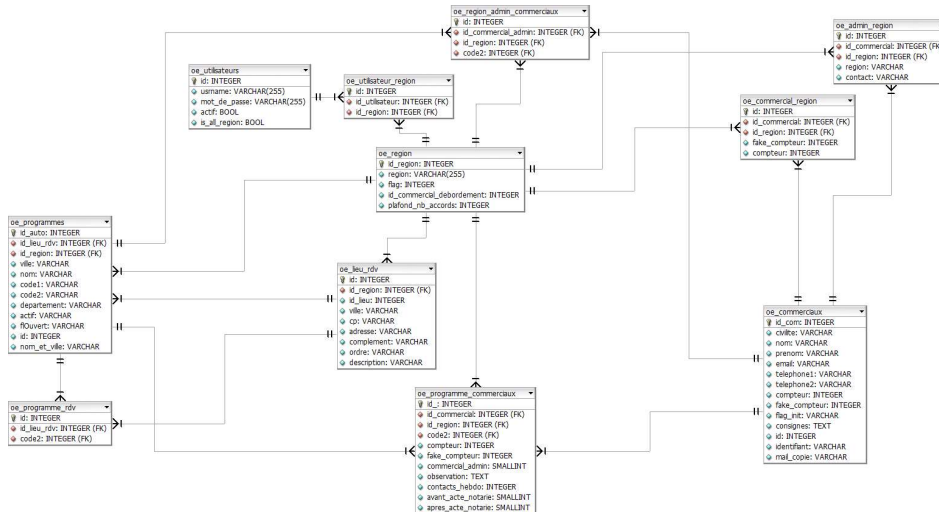 oe_region_admin_commerciaux
id: INTEGER
id_commercial_admin: INTEGER (FK)
id_region: INTEGER (FK)
code2: INTEGER (FK)
oe_admin_region
id: INTEGER
id_commercial: INTEGER (FK)
id_region: INTEGER (FK)
region: VARCHAR
contact: VARCHAR
oe_utilisateurs
id: INTEGER
usrname: VARCHAR(255)
mot_de_passe: VARCHAR(255)
actif: BOOL
is_all_region: BOOL
oe_utilisateur_region
id: INTEGER
id_utilisateur: INTEGER (FK)
id_region: INTEGER (FK)
oe_commercial_region
id: INTEGER
id_commercial: INTEGER (FK)
id_region: INTEGER (FK)
fake_compteur: INTEGER
compteur: INTEGER
oe_region
id_region: INTEGER
region: VARCHAR(255)
flag: INTEGER
id_commercial_debordement: INTEGER
plafond_nb_accords: INTEGER
oe_programmes
id_auto: INTEGER
id_lieu_rdv: INTEGER (FK)
id_region: INTEGER (FK)
ville: VARCHAR
nom: VARCHAR
code1: VARCHAR
code2: VARCHAR
departement: VARCHAR
actif: VARCHAR
flOuvert: VARCHAR
id: INTEGER
nom_et_ville: VARCHAR
oe_lieu_rdv
id: INTEGER
id_region: INTEGER (FK)
id_lieu: INTEGER
ville: VARCHAR
cp: VARCHAR
adresse: VARCHAR
complement: VARCHAR
ordre: VARCHAR
description: VARCHAR
oe_commerciaux
id_com: INTEGER
civilite: VARCHAR
nom: VARCHAR
prenom: VARCHAR
email: VARCHAR
telephone1: VARCHAR
telephone2: VARCHAR
compteur: INTEGER
fake_compteur: INTEGER
flag_init: VARCHAR
consignes: TEXT
id: INTEGER
identifiant: VARCHAR
mail_copie: VARCHAR
oe_programme_rdv
id: INTEGER
id_lieu_rdv: INTEGER (FK)
code2: INTEGER (FK)
oe_programme_commerciaux
id_: INTEGER
id_commercial: INTEGER (FK)
id_region: INTEGER (FK)
code2: INTEGER (FK)
compteur: INTEGER
fake_compteur: INTEGER
commercial_admin: SMALLINT
observation: TEXT
contacts_hebdo: INTEGER
avant_acte_notarie: SMALLINT
apres_acte_notarie: SMALLINT